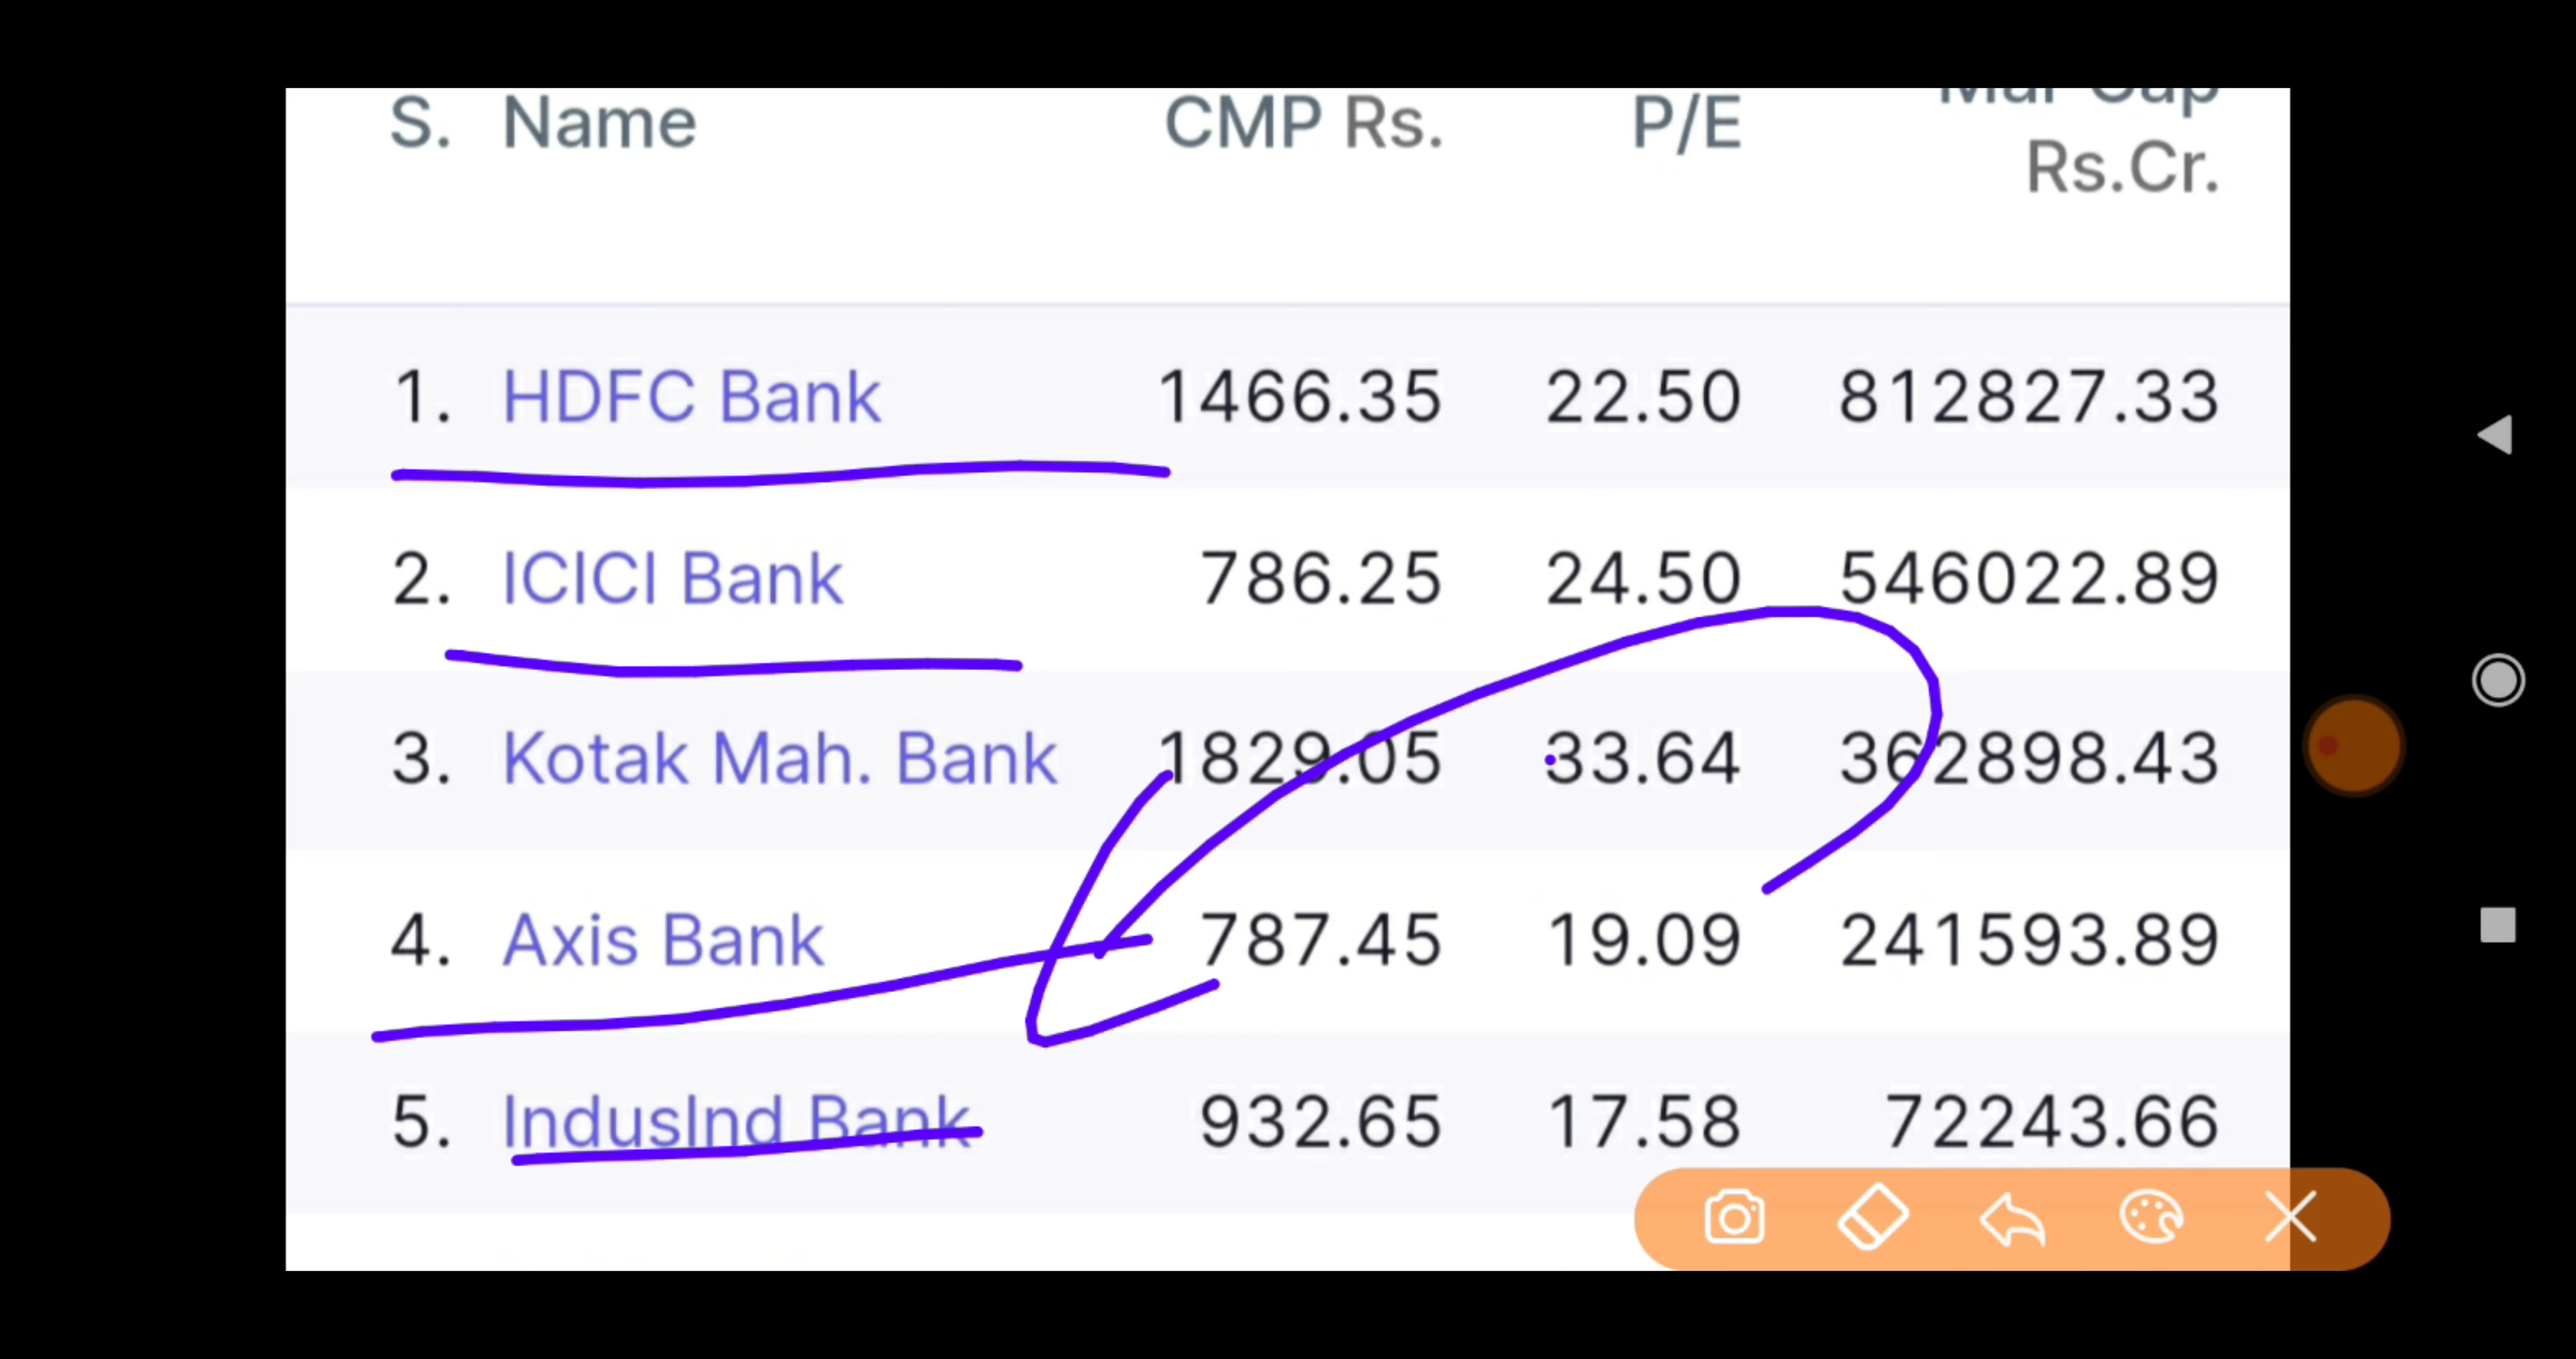 S. Name CMP Rs. P/E Mar Cap
Rs.Cr.
1. HDFC Bank 1466.35 22.50 812827.33
2. ICICI Bank 786.25 24.50 546022.89
3. Kotak Mah. Bank 1829.05 33.64 362898.43
4. Axis Bank 787.45 19.09 241593.89
5. IndusInd Bank 932.65 17.58 72243.66